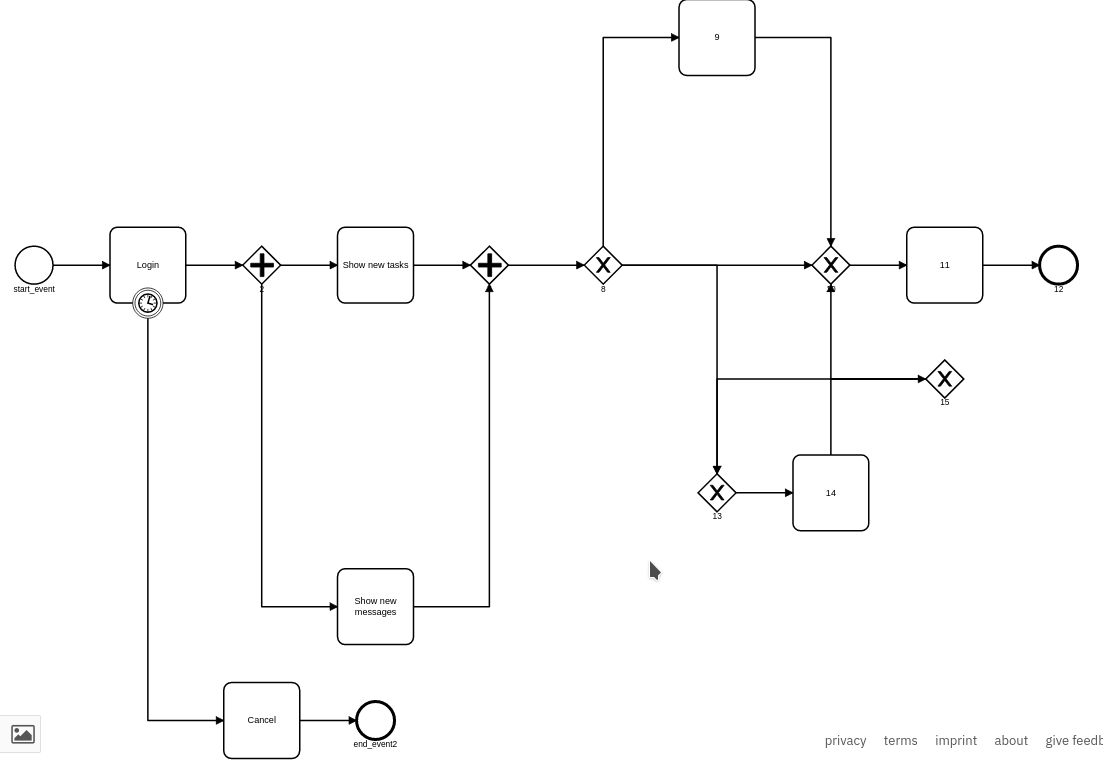 9
Login
Show new tasks
11
start_event
2
8
12
15
14
13
Show new
messages
Cancel
end_event2
privacy terms imprint about give feedb